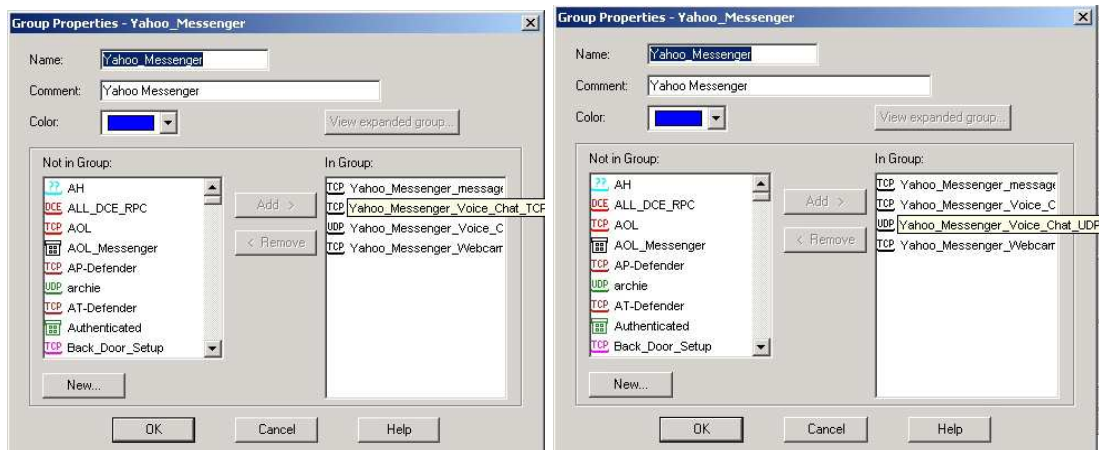 Group Properties - Yahoo_Messenger
Name:
Yahoo_Messenger
Comment:
Yahoo Messenger
Color:
View expanded group...
Not in Group:
?? AH
DCE ALL_DCE_RPC
TCP AOL
AOL_Messenger
TCP AP-Defender
UDP archie
TCP AT-Defender
Authenticated
TCP Back_Door_Setup
Add >
< Remove
In Group:
TCP Yahoo_Messenger_message
TCP Yahoo_Messenger_Voice_Chat_TCP
UDP Yahoo_Messenger_Voice_C
TCP Yahoo_Messenger_Webcam
New...
OK
Cancel
Help
Group Properties - Yahoo_Messenger
Name:
Yahoo_Messenger
Comment:
Yahoo Messenger
Color:
View expanded group...
Not in Group:
?? AH
DCE ALL_DCE_RPC
TCP AOL
AOL_Messenger
TCP AP-Defender
UDP archie
TCP AT-Defender
Authenticated
TCP Back_Door_Setup
Add >
< Remove
In Group:
TCP Yahoo_Messenger_message
TCP Yahoo_Messenger_Voice_C
UDP Yahoo_Messenger_Voice_Chat_UDP
TCP Yahoo_Messenger_Webcam
New...
OK
Cancel
Help